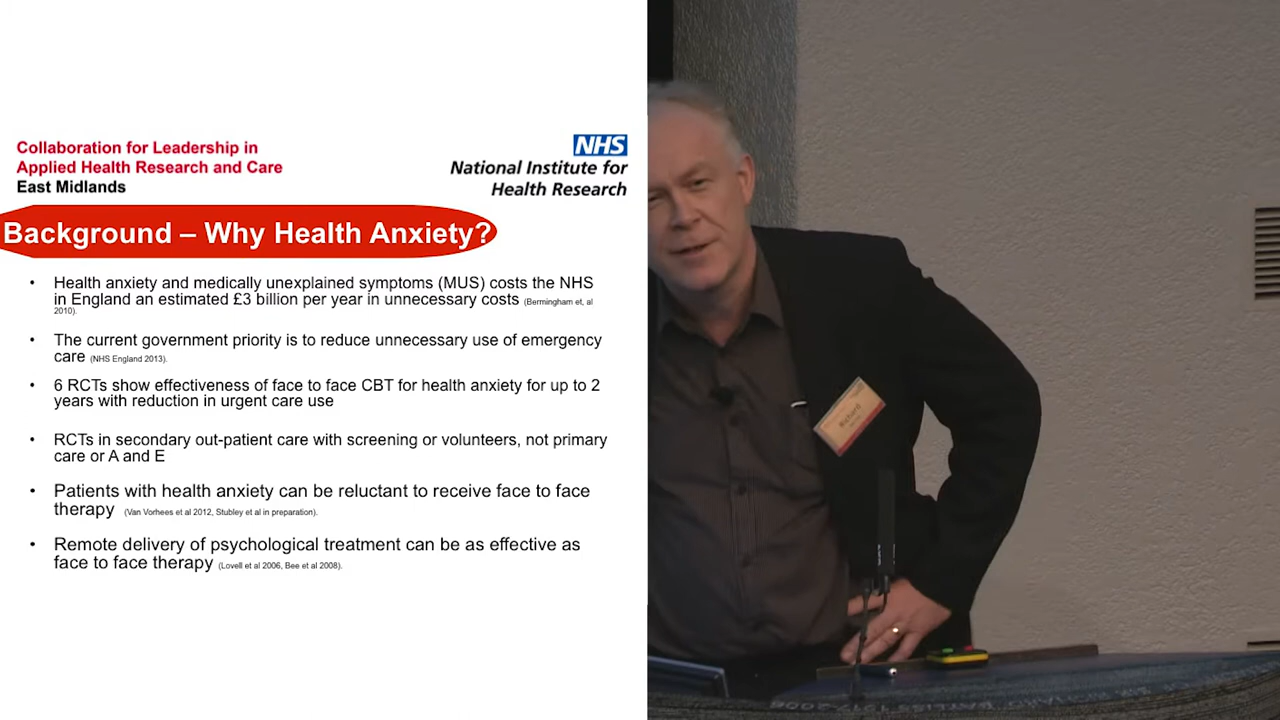 Collaboration for Leadership in
Applied Health Research and Care
East Midlands
NHS
National Institute for
Health Research
Background – Why Health Anxiety?
• Health anxiety and medically unexplained symptoms (MUS) costs the NHS
in England an estimated £3 billion per year in unnecessary costs (Bermingham et, al
2010).
• The current government priority is to reduce unnecessary use of emergency
care (NHS England 2013).
• 6 RCTs show effectiveness of face to face CBT for health anxiety for up to 2
years with reduction in urgent care use
• RCTs in secondary out-patient care with screening or volunteers, not primary
care or A and E
• Patients with health anxiety can be reluctant to receive face to face
therapy (Van Vorhees et al 2012, Stubley et al in preparation).
• Remote delivery of psychological treatment can be as effective as
face to face therapy (Lovell et al 2006, Bee et al 2008).
Richard